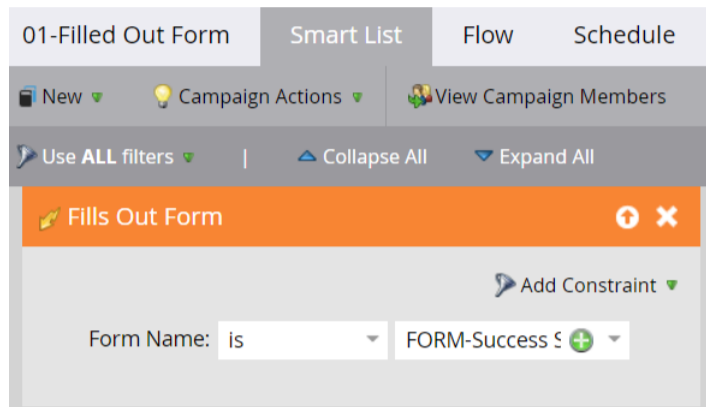 01-Filled Out Form Smart List Flow Schedule
New Campaign Actions View Campaign Members
Use ALL filters | Collapse All Expand All
Fills Out Form
Add Constraint
Form Name: is FORM-Success